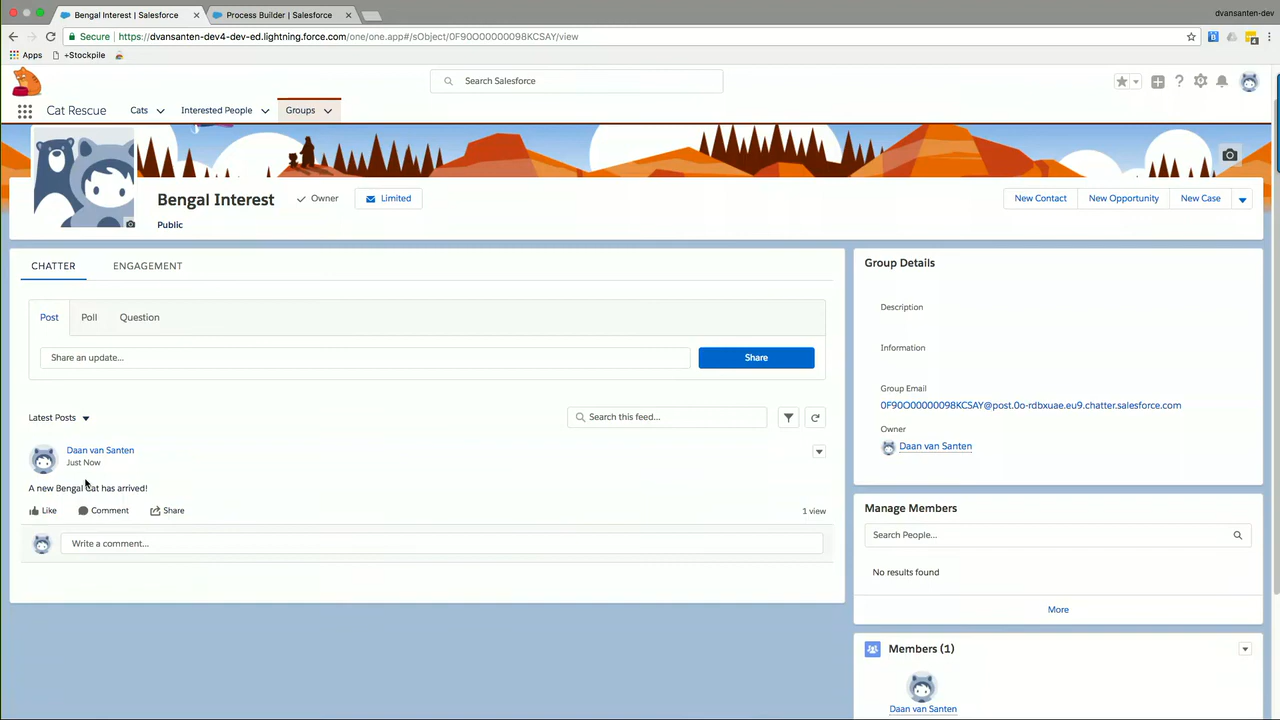 Bengal Interest | Salesforce
Process Builder | Salesforce
dvansanten-dev
Secure
https://dvansanten-dev4-dev-ed.lightning.force.com/one/one.app#/sObject/0F90O00000098KCSAY/view
Apps
+Stockpile
Search Salesforce
Cat Rescue
Cats
Interested People
Groups
Bengal Interest
Owner
Limited
Public
New Contact
New Opportunity
New Case
CHATTER
ENGAGEMENT
Post
Poll
Question
Share an update...
Share
Latest Posts
Search this feed...
Daan van Santen
Just Now
A new Bengal Cat has arrived!
Like
Comment
Share
1 view
Write a comment...
Group Details
Description
Information
Group Email
0F90O00000098KCSAY@post.0o-rdbxuae.eu9.chatter.salesforce.com
Owner
Daan van Santen
Manage Members
Search People...
No results found
More
Members (1)
Daan van Santen